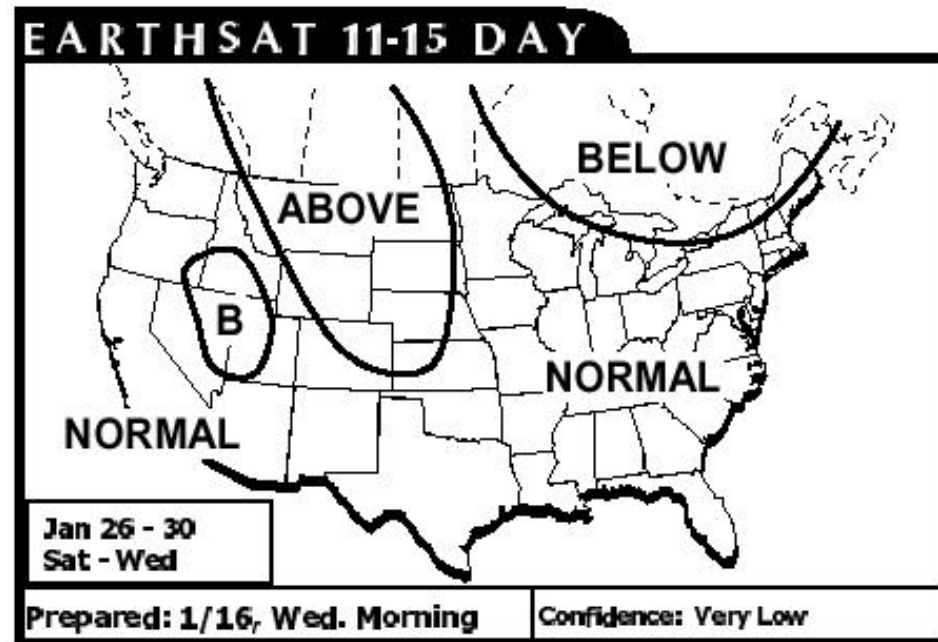 EARTHSAT 11-15 DAY
BELOW
ABOVE
B
NORMAL
NORMAL
Jan 26 - 30
Sat - Wed
Prepared: 1/16, Wed. Morning
Confidence: Very Low